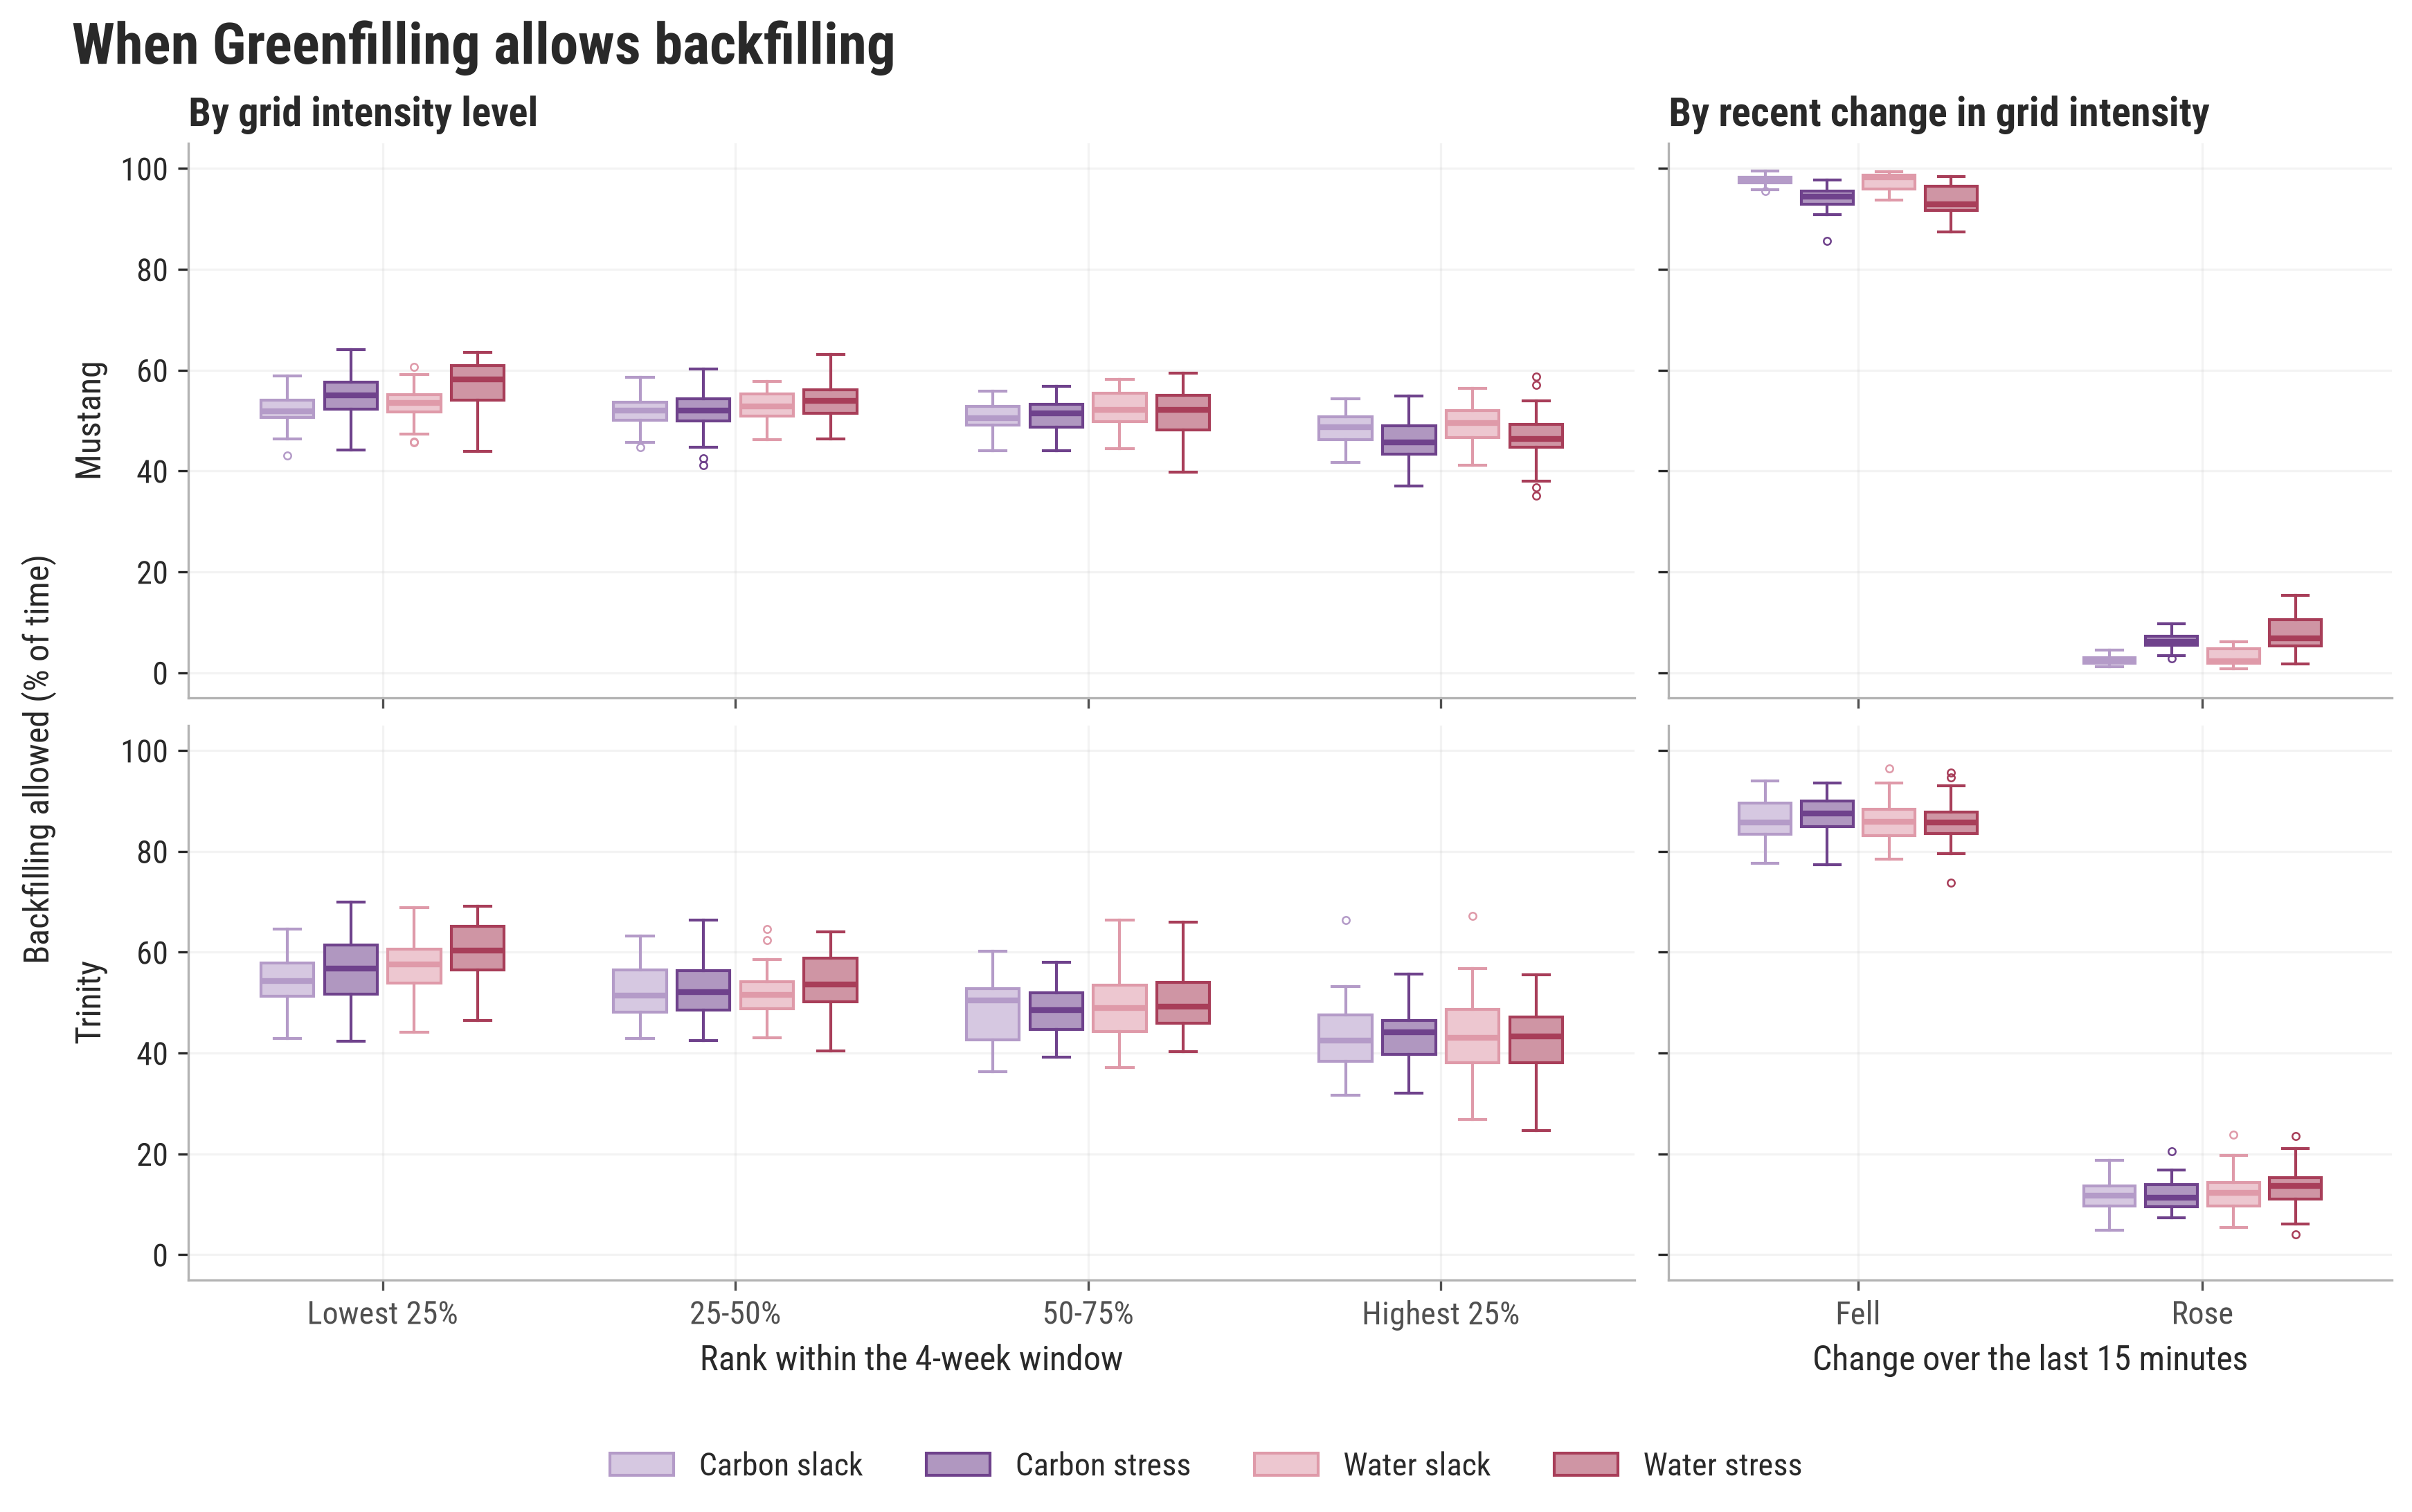 When Greenfilling allows backfilling
By grid intensity level
By recent change in grid intensity
Backfilling allowed (% of time)
Mustang
100
80
60
40
20
0
Trinity
100
80
60
40
20
0
Lowest 25%
25-50%
50-75%
Highest 25%
Fell
Rose
Rank within the 4-week window
Change over the last 15 minutes
Carbon slack
Carbon stress
Water slack
Water stress